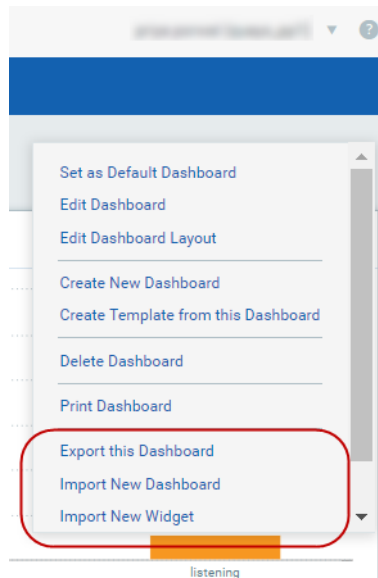 Set as Default Dashboard
Edit Dashboard
Edit Dashboard Layout
Create New Dashboard
Create Template from this Dashboard
Delete Dashboard
Print Dashboard
Export this Dashboard
Import New Dashboard
Import New Widget
listening